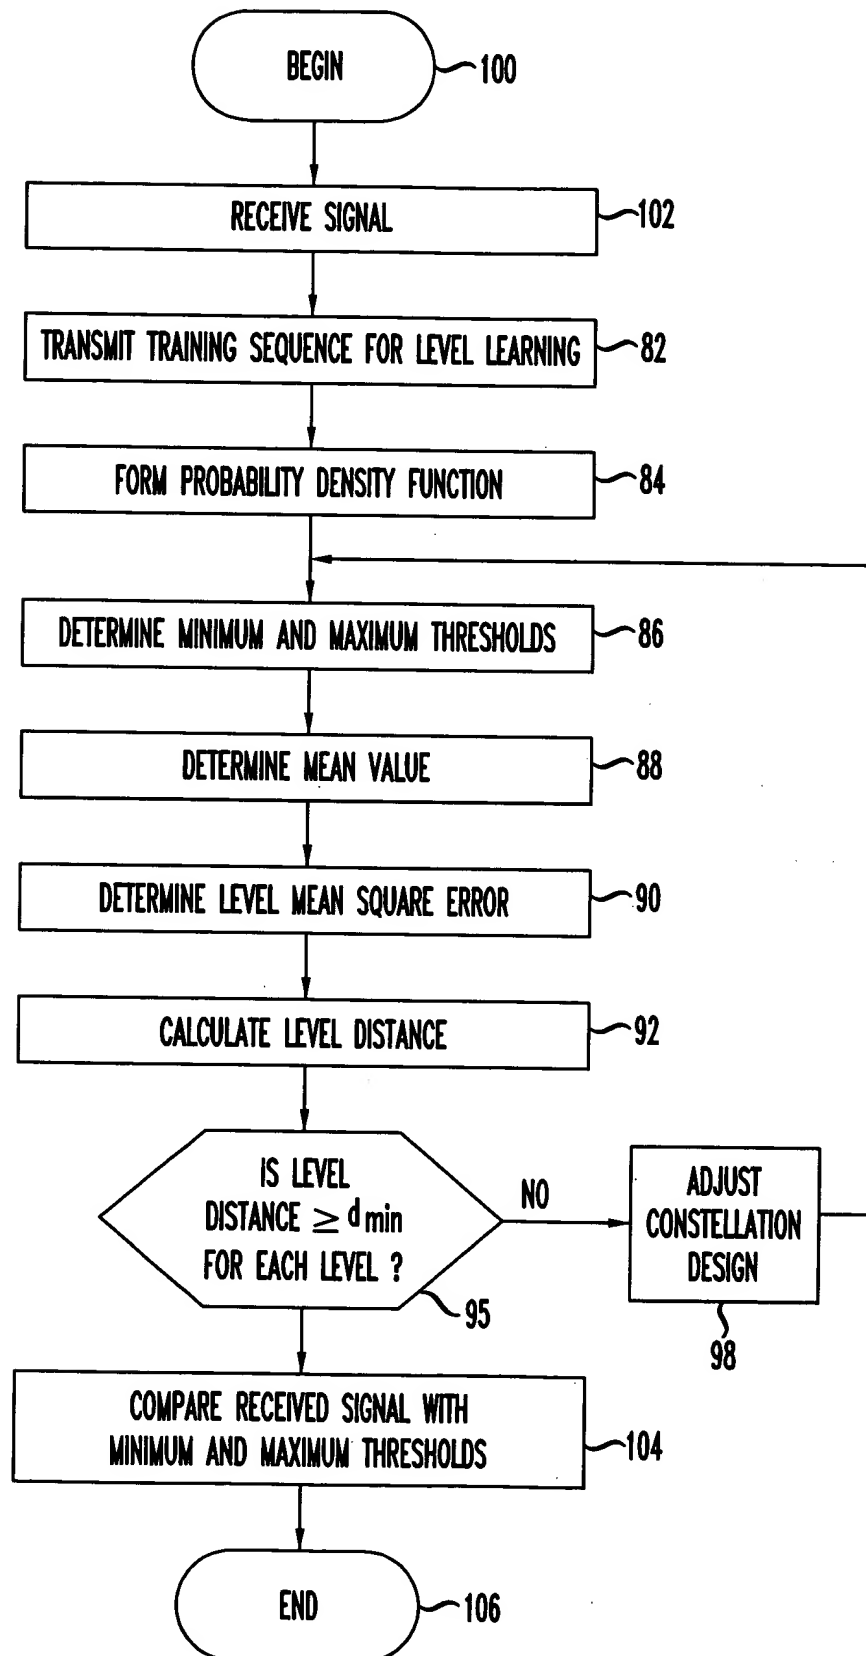 BEGIN
100
RECEIVE SIGNAL
102
TRANSMIT TRAINING SEQUENCE FOR LEVEL LEARNING
82
FORM PROBABILITY DENSITY FUNCTION
84
DETERMINE MINIMUM AND MAXIMUM THRESHOLDS
86
DETERMINE MEAN VALUE
88
DETERMINE LEVEL MEAN SQUARE ERROR
90
CALCULATE LEVEL DISTANCE
92
IS LEVEL
DISTANCE ≥ dmin
FOR EACH LEVEL ?
95
NO
ADJUST
CONSTELLATION
DESIGN
98
COMPARE RECEIVED SIGNAL WITH
MINIMUM AND MAXIMUM THRESHOLDS
104
END
106